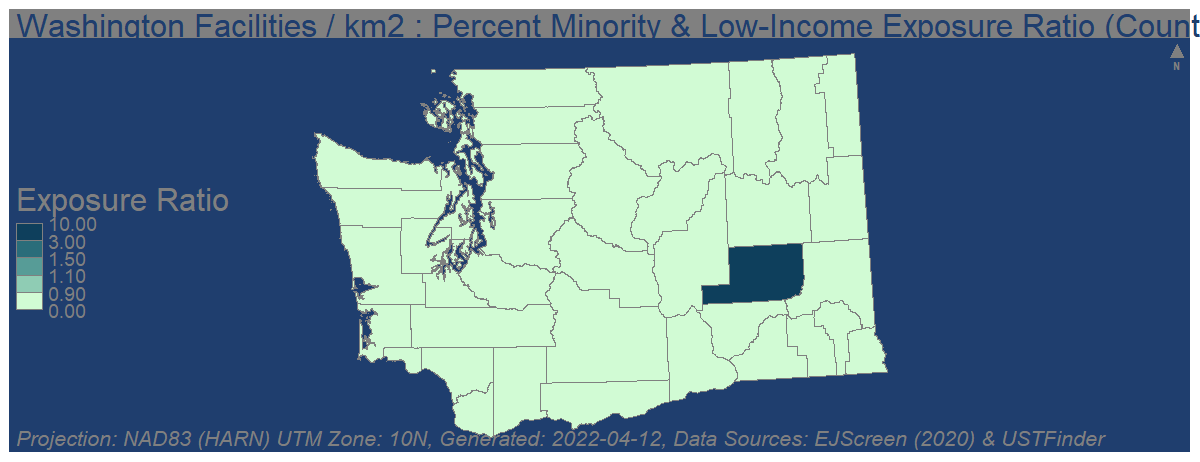 Washington Facilities / km2 : Percent Minority & Low-Income Exposure Ratio (Count
N
Exposure Ratio
10.00
3.00
1.50
1.10
0.90
0.00
Projection: NAD83 (HARN) UTM Zone: 10N, Generated: 2022-04-12, Data Sources: EJScreen (2020) & USTFinder